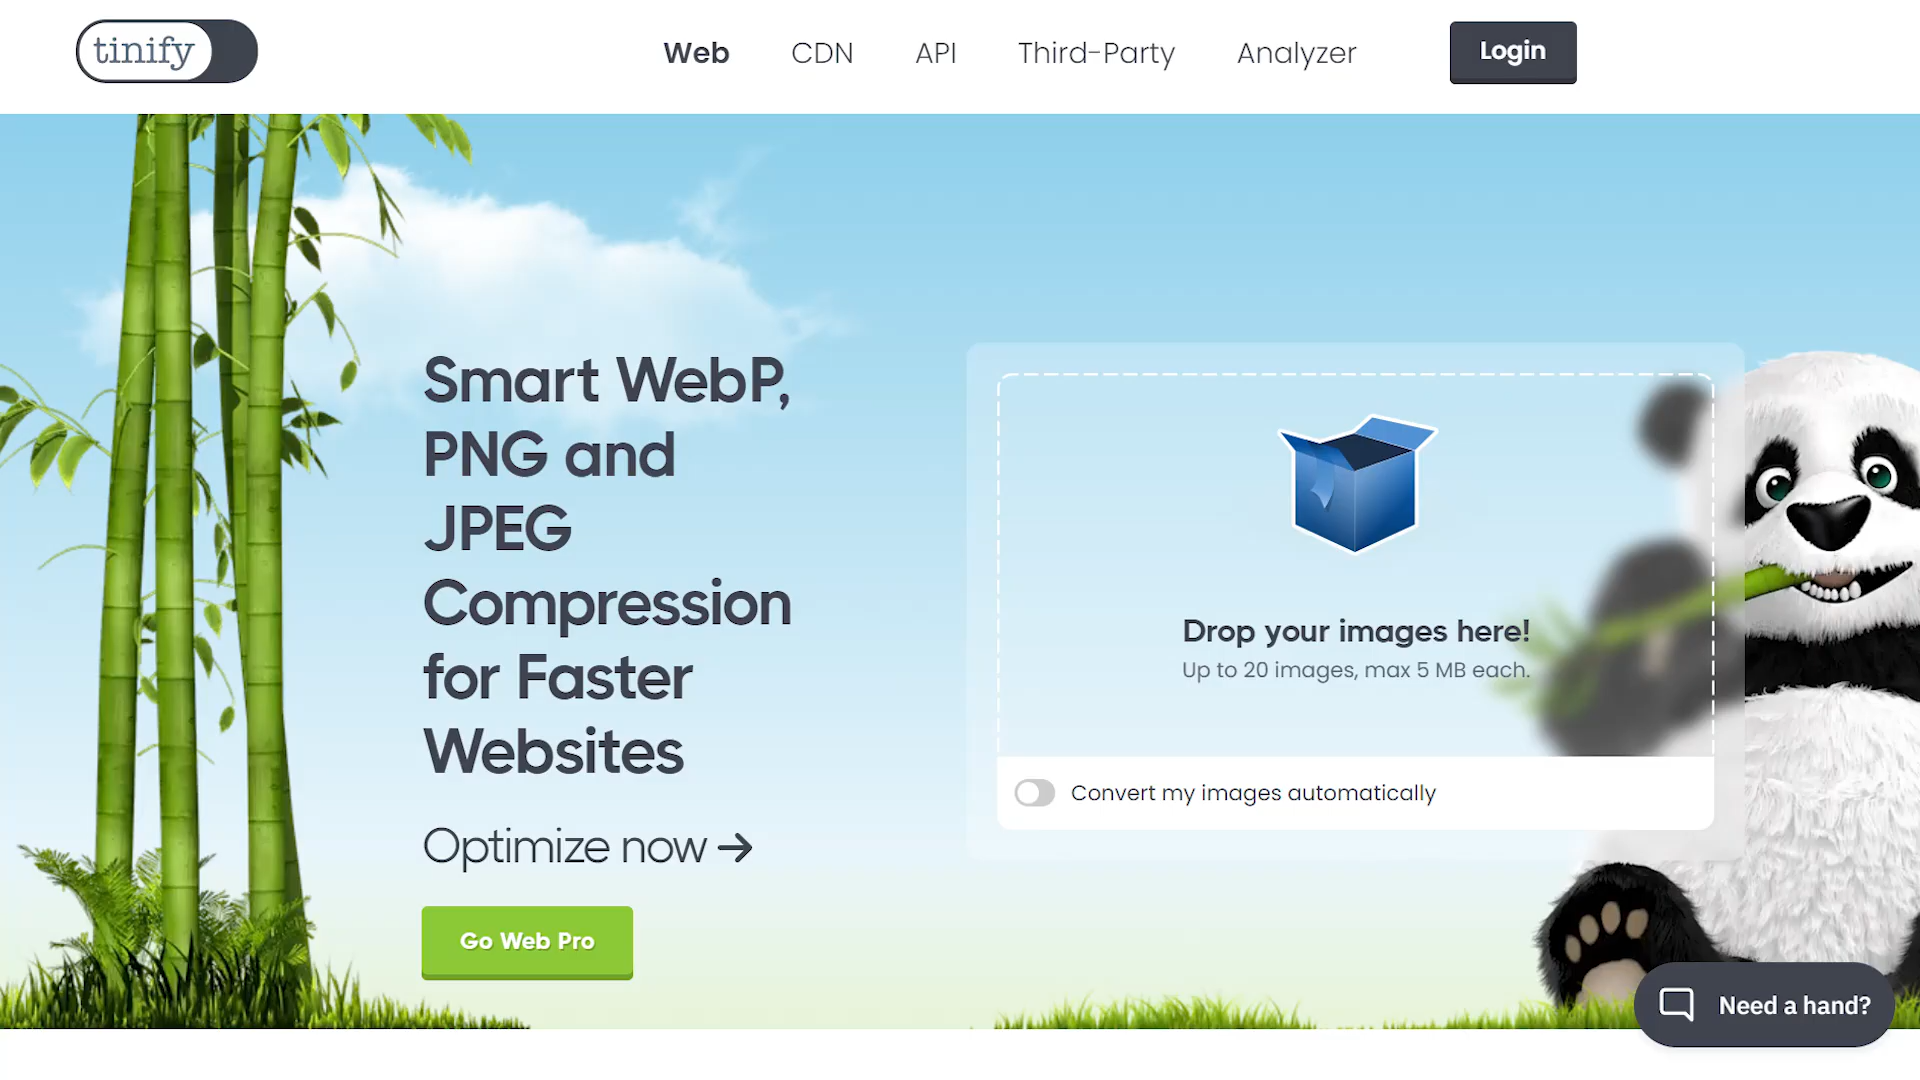 tinify
Web
CDN
API
Third-Party
Analyzer
Login
Smart WebP,
PNG and
JPEG
Compression
for Faster
Websites
Optimize now →
Go Web Pro
Drop your images here!
Up to 20 images, max 5 MB each.
Convert my images automatically
Need a hand?